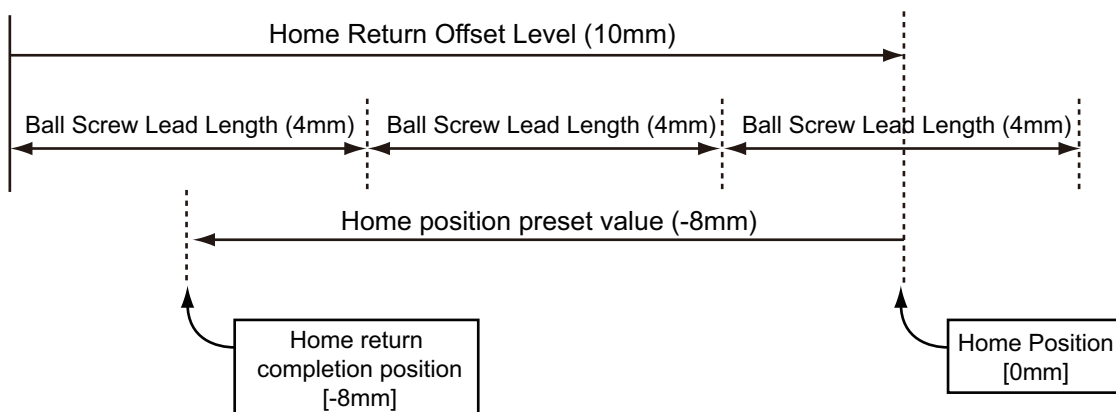 Home Return Offset Level (10mm)
Ball Screw Lead Length (4mm)
Ball Screw Lead Length (4mm)
Ball Screw Lead Length (4mm)
Home position preset value (-8mm)
Home return
completion position
[-8mm]
Home Position
[0mm]